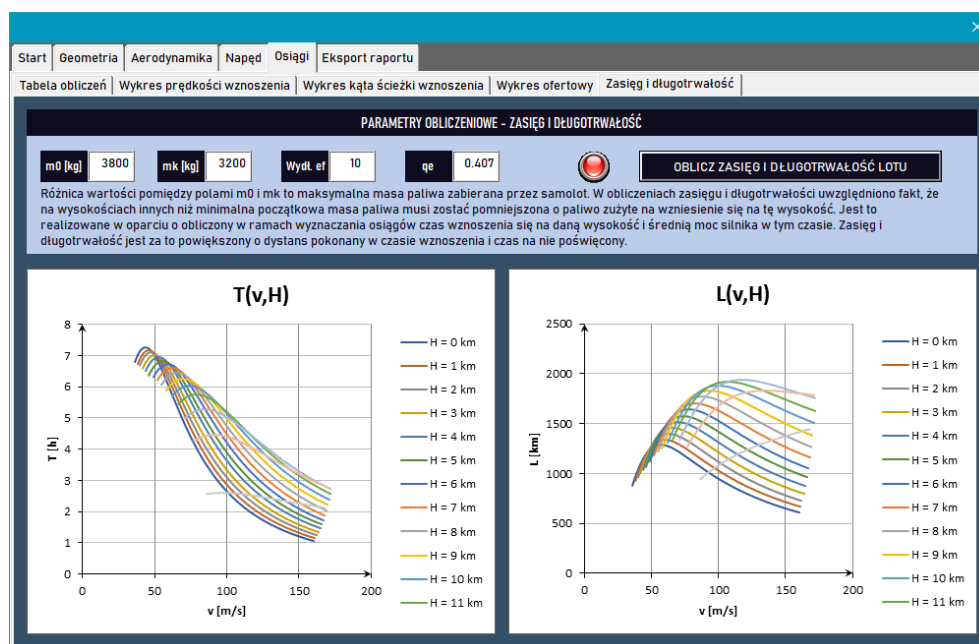 Start Geometria Aerodynamika Napęd Osiągi Eksport raportu
Tabela obliczeń Wykres prędkości wznoszenia Wykres kąta ścieżki wznoszenia Wykres ofertowy Zasięg i długotrwałość
PARAMETRY OBLICZENIOWE - ZASIĘG I DŁUGOTRWAŁOŚĆ
m0 [kg] 3800 mk [kg] 3200 Wydł. ef 10 qe 0.407 OBLICZ ZASIĘG I DŁUGOTRWAŁOŚĆ LOTU
Różnica wartości pomiędzy polami m0 i mk to maksymalna masa paliwa zabierana przez samolot. W obliczeniach zasięgu i długotrwałości uwzględniono fakt, że
na wysokościach innych niż minimalna początkowa masa paliwa musi zostać pomniejszona o paliwo zużyte na wzniesienie się na tę wysokość. Jest to
realizowane w oparciu o obliczony w ramach wyznaczania osiągów czas wznoszenia się na daną wysokość i średnią moc silnika w tym czasie. Zasięg i
długotrwałość jest za to powiększony o dystans pokonany w czasie wznoszenia i czas na nie poświęcony.
T(v,H)
8
7
6
5
4
3
2
1
0
T [h]
0 50 100 150 200
v [m/s]
H = 0 km
H = 1 km
H = 2 km
H = 3 km
H = 4 km
H = 5 km
H = 6 km
H = 7 km
H = 8 km
H = 9 km
H = 10 km
H = 11 km
L(v,H)
2500
2000
1500
1000
500
0
L [km]
0 50 100 150 200
v [m/s]
H = 0 km
H = 1 km
H = 2 km
H = 3 km
H = 4 km
H = 5 km
H = 6 km
H = 7 km
H = 8 km
H = 9 km
H = 10 km
H = 11 km